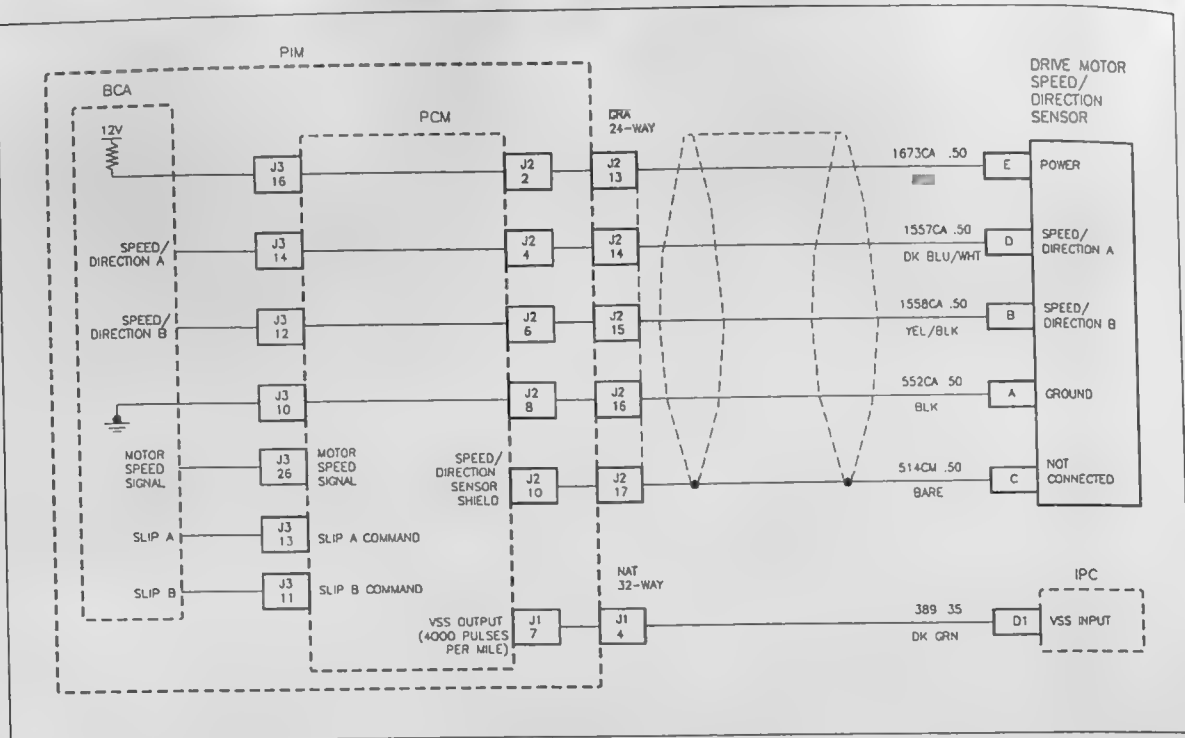 PIM
BCA
12V
PCM
GRA
24-WAY
DRIVE MOTOR
SPEED/
DIRECTION
SENSOR
J3
16
J2
2
J2
13
1673CA .50
E
POWER
SPEED/
DIRECTION A
J3
14
J2
4
J2
14
1557CA .50
DK BLU/WHT
D
SPEED/
DIRECTION A
SPEED/
DIRECTION B
J3
12
J2
6
J2
15
1558CA .50
YEL/BLK
B
SPEED/
DIRECTION B
J3
10
J2
8
J2
16
552CA 50
BLK
A
GROUND
MOTOR
SPEED
SIGNAL
J3
26
MOTOR
SPEED
SIGNAL
SPEED/
DIRECTION
SENSOR
SHIELD
J2
10
J2
17
514CM .50
BARE
C
NOT
CONNECTED
SLIP A
J3
13
SLIP A COMMAND
SLIP B
J3
11
SLIP B COMMAND
VSS OUTPUT
(4000 PULSES
PER MILE)
J1
7
NAT
32-WAY
J1
4
389 35
DK GRN
IPC
D1
VSS INPUT